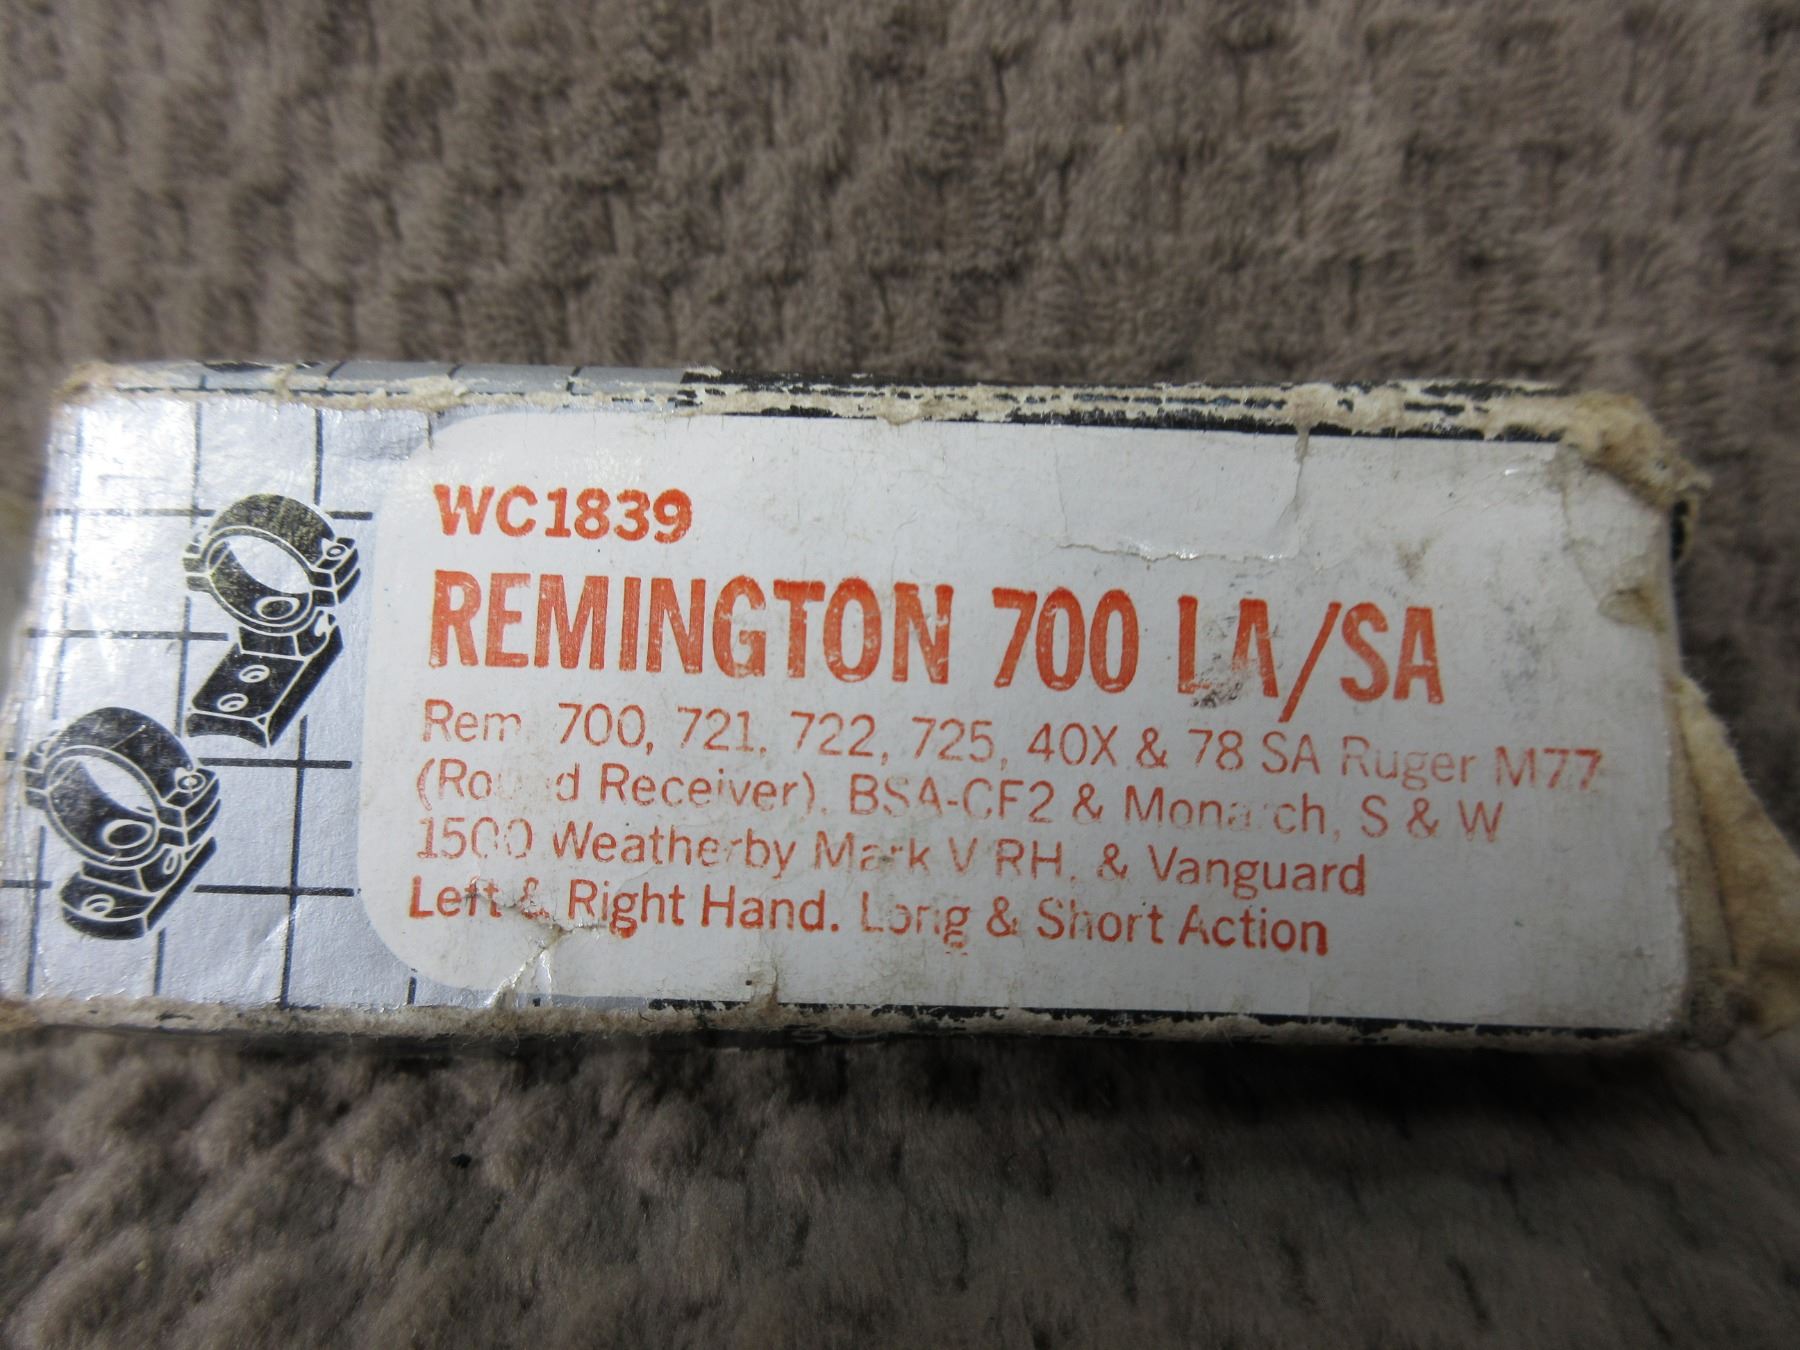 WC1839
REMINGTON 700 LA/SA
Rem. 700, 721, 722, 725, 40X & 78 SA Ruger M77
(Round Receiver), BSA-CF2 & Monarch, S & W
1500 Weatherby Mark V RH, & Vanguard
Left & Right Hand. Long & Short Action